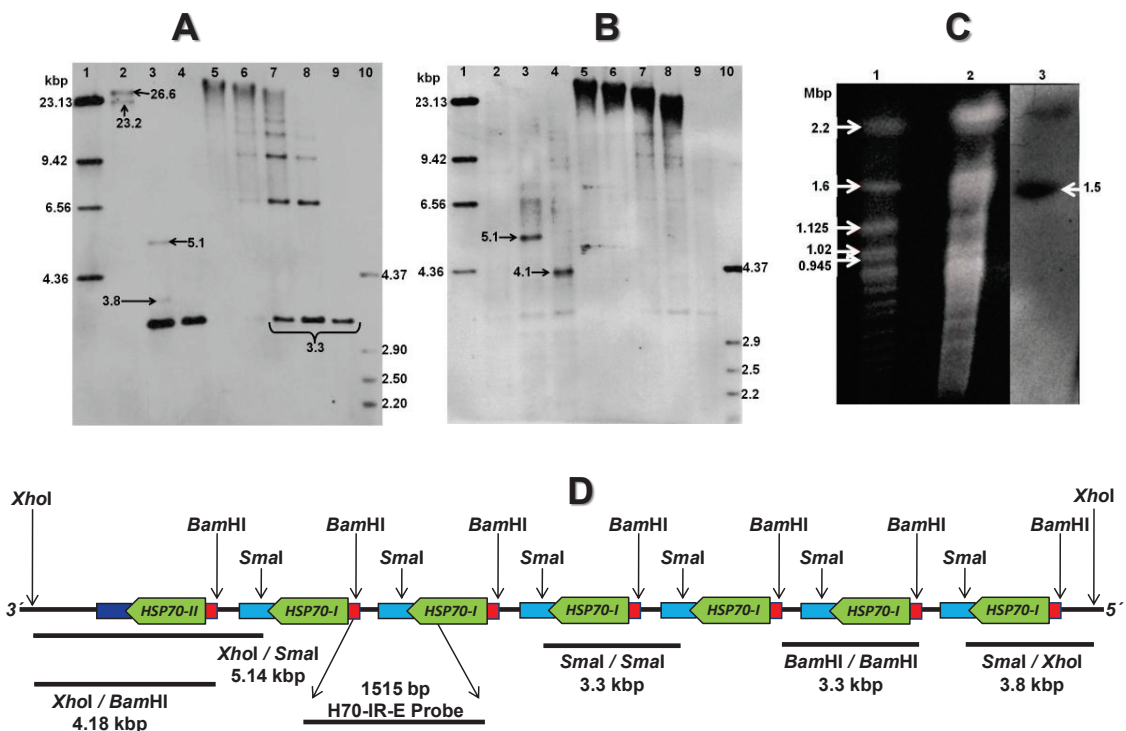 A
B
C
kbp
1 2 3 4 5 6 7 8 9 10
23.13
9.42
6.56
4.36
26.6
23.2
5.1
3.8
3.3
4.37
2.90
2.50
2.20
kbp
1 2 3 4 5 6 7 8 9 10
23.13
9.42
6.56
4.36
5.1
4.1
4.37
2.9
2.5
2.2
Mbp
1 2 3
2.2
1.6
1.125
1.02
0.945
1.5
D
XhoI XhoI
BamHI BamHI BamHI BamHI BamHI BamHI BamHI
SmaI SmaI SmaI SmaI SmaI SmaI
3´ HSP70-II HSP70-I HSP70-I HSP70-I HSP70-I HSP70-I HSP70-I 5´
XhoI / SmaI
5.14 kbp
XhoI / BamHI
4.18 kbp
1515 bp
H70-IR-E Probe
SmaI / SmaI
3.3 kbp
BamHI / BamHI
3.3 kbp
SmaI / XhoI
3.8 kbp